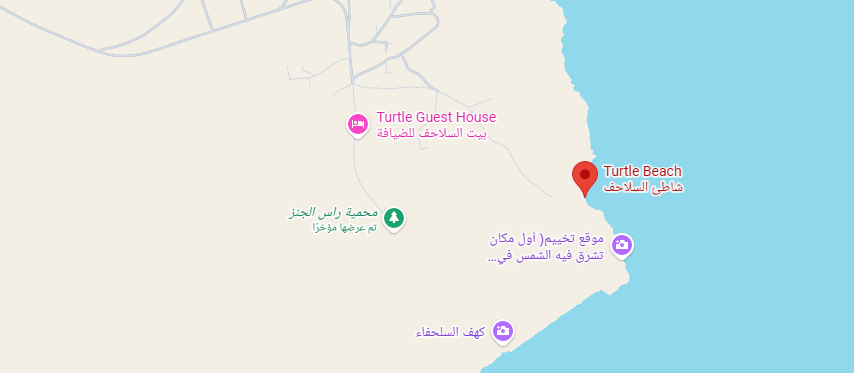 Turtle Guest House
بيت السلاحف للضيافة
Turtle Beach
شاطئ السلاحف
محمية راس الجنز
تم عرضها مؤخرًا
موقع تخييم( أول مكان
تشرق فيه الشمس في...
كهف السلحفاء